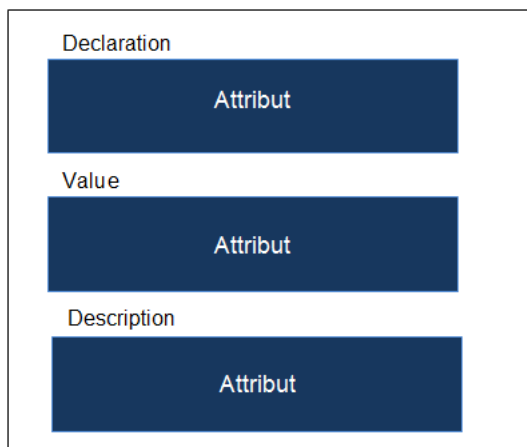 Declaration
Attribut
Value
Attribut
Description
Attribut